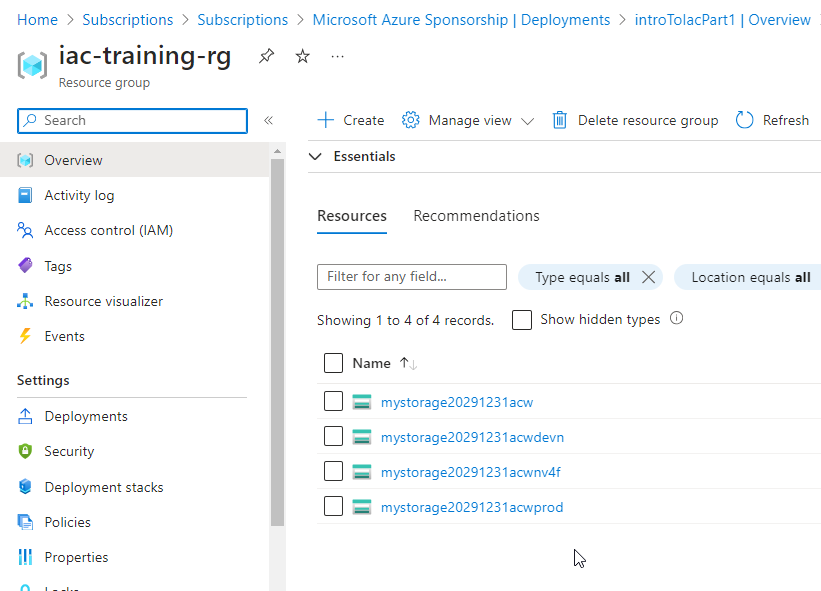 Home > Subscriptions > Subscriptions > Microsoft Azure Sponsorship | Deployments > introToIacPart1 | Overview
iac-training-rg
Resource group
Search
Create Manage view Delete resource group Refresh
Essentials
Overview
Activity log
Access control (IAM)
Tags
Resource visualizer
Events
Settings
Deployments
Security
Deployment stacks
Policies
Properties
Locks
Resources Recommendations
Filter for any field...
Type equals all
Location equals all
Showing 1 to 4 of 4 records.
Show hidden types
Name
mystorage20291231acw
mystorage20291231acwdevn
mystorage20291231acwnv4f
mystorage20291231acwprod